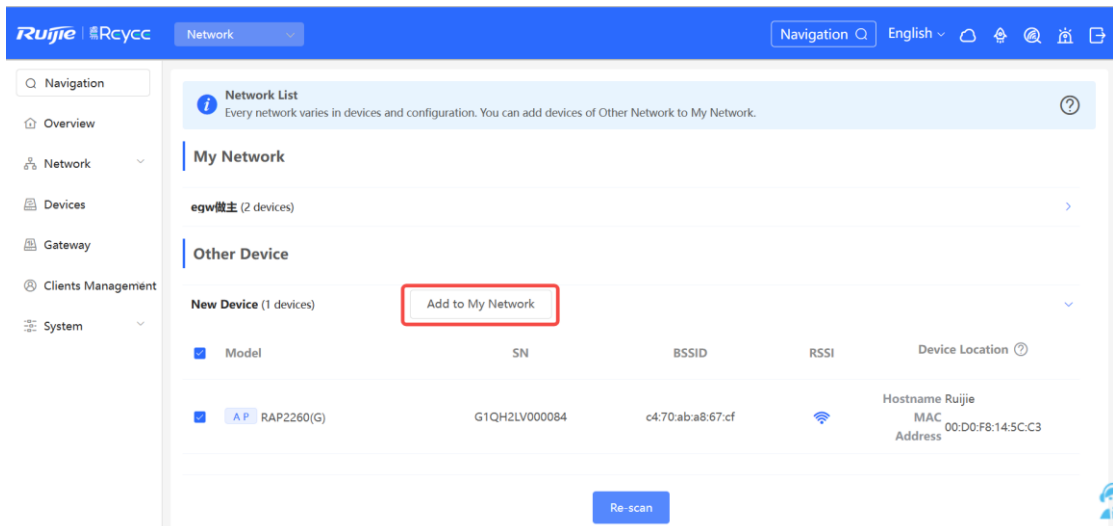 Ruijie Rcycc Network Navigation English
Navigation
Overview
Network
Devices
Gateway
Clients Management
System
Network List
Every network varies in devices and configuration. You can add devices of Other Network to My Network.
My Network
egw做主 (2 devices)
Other Device
New Device (1 devices) Add to My Network
Model SN BSSID RSSI Device Location
AP RAP2260(G) G1QH2LV000084 c4:70:ab:a8:67:cf
Hostname Ruijie
MAC Address 00:D0:F8:14:5C:C3
Re-scan